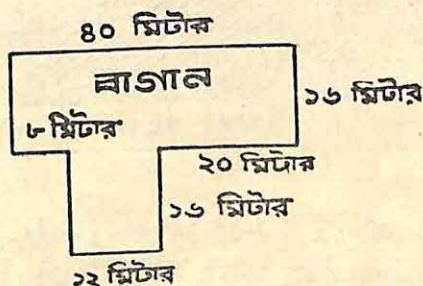 ৪০ মিটার
বাগান
১৬ মিটার
৮ মিটার
২০ মিটার
১৬ মিটার
১২ মিটার